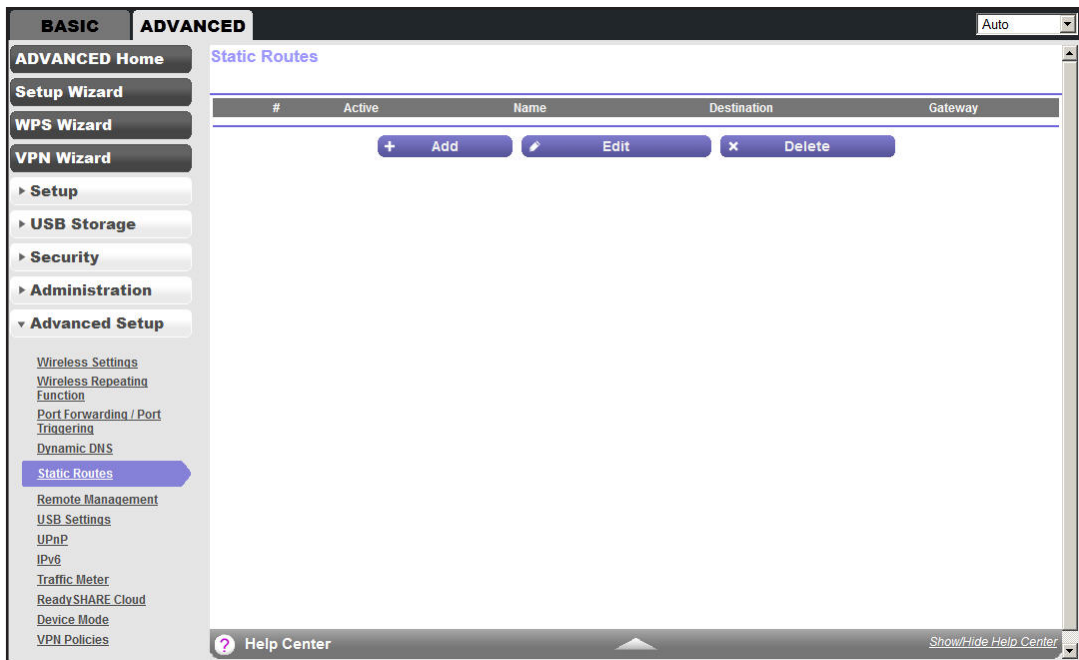 BASIC ADVANCED Auto
ADVANCED Home
Setup Wizard
WPS Wizard
VPN Wizard
Setup
USB Storage
Security
Administration
Advanced Setup
Wireless Settings
Wireless Repeating
Function
Port Forwarding / Port
Triggering
Dynamic DNS
Static Routes
Remote Management
USB Settings
UPnP
IPv6
Traffic Meter
ReadySHARE Cloud
Device Mode
VPN Policies
Static Routes
# Active Name Destination Gateway
+ Add Edit x Delete
? Help Center Show/Hide Help Center